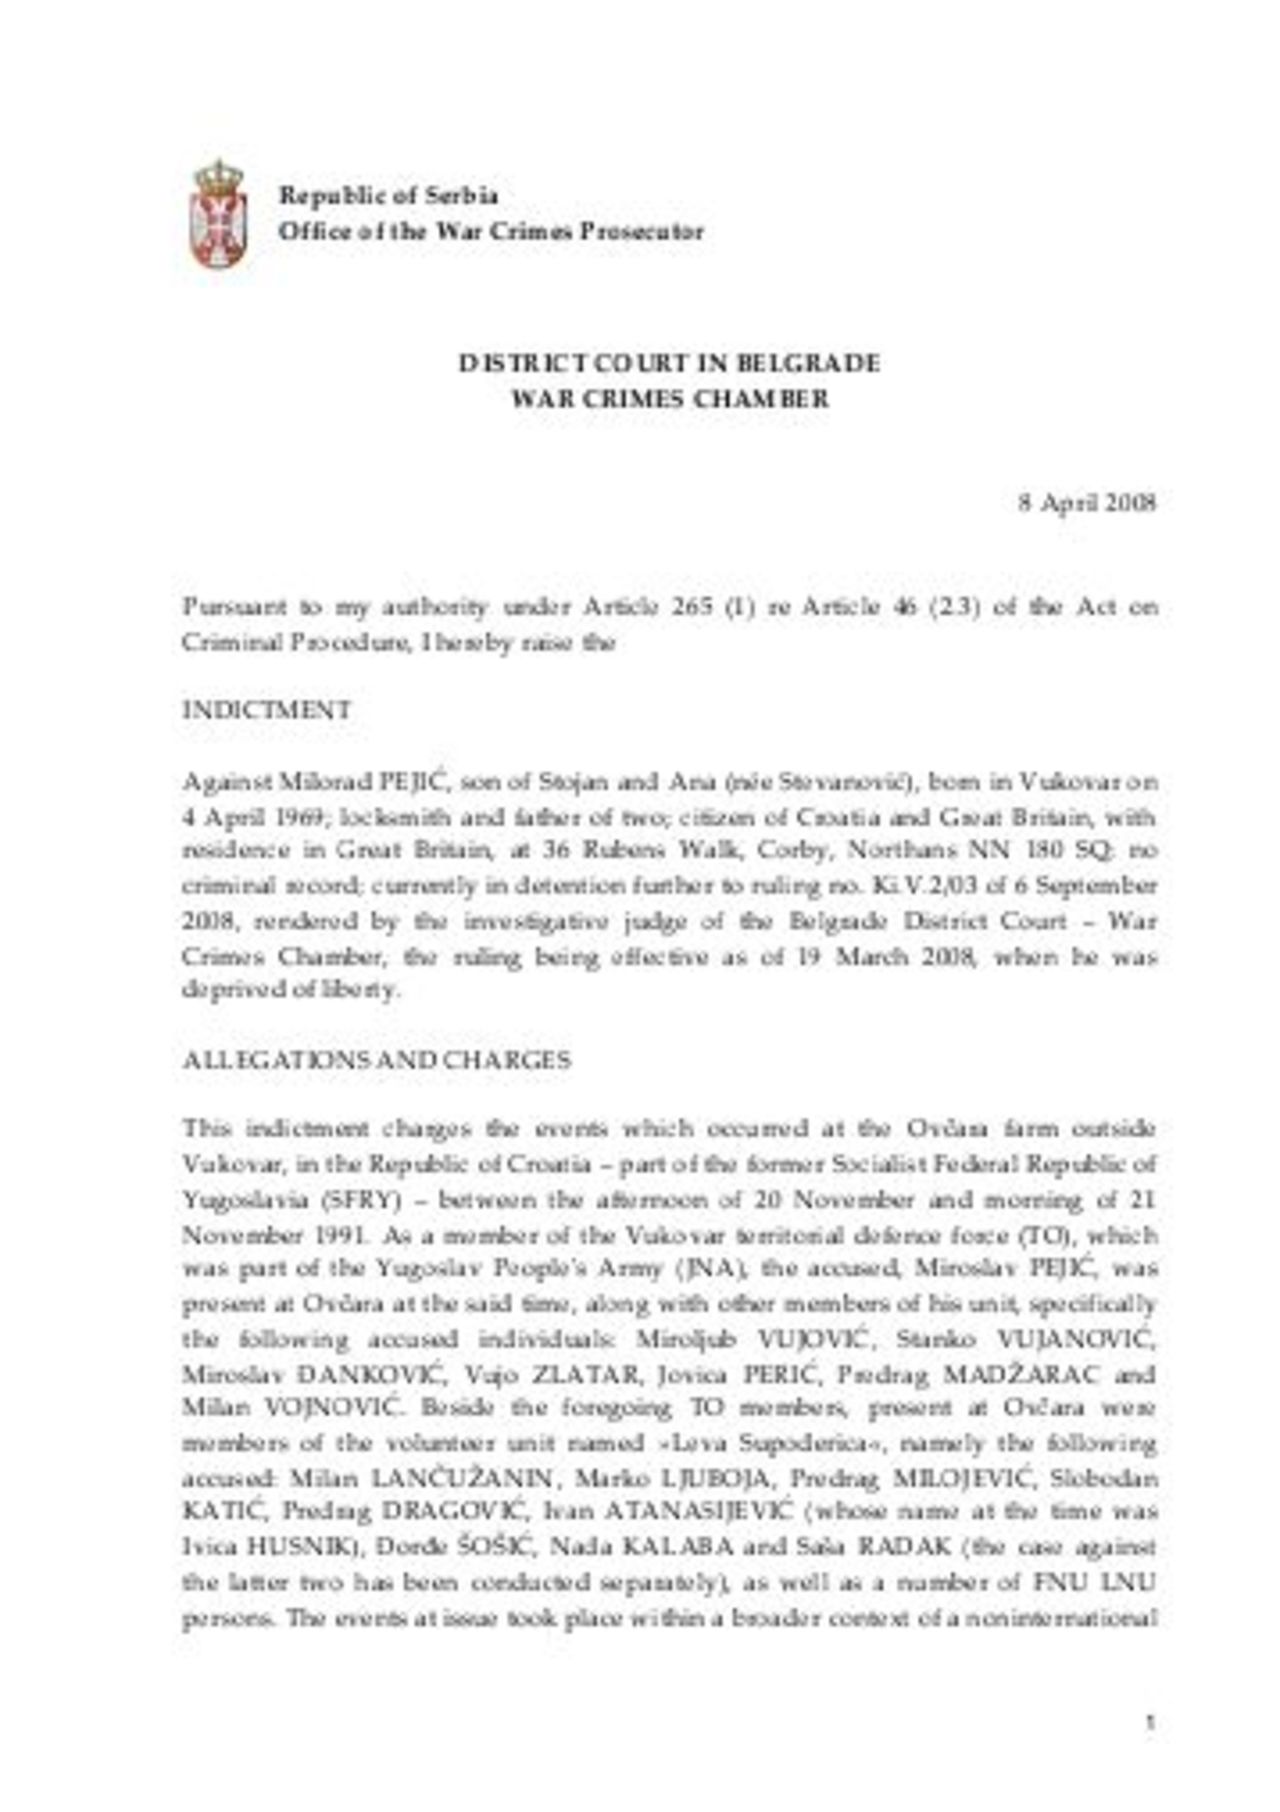 Republic of Serbia
Office of the War Crimes Prosecutor
DISTRICT COURT IN BELGRADE
WAR CRIMES CHAMBER
8 April 2008
Pursuant to my authority under Article 265 (1) re Article 46 (2.3) of the Act on
Criminal Procedure, I hereby raise the
INDICTMENT
Against Milorad PEJIĆ, son of Stojan and Ana (née Stevanović), born in Vukovar on
4 April 1969; locksmith and father of two; citizen of Croatia and Great Britain, with
residence in Great Britain, at 36 Rubens Walk, Corby, Northans NN 180 SQ; no
criminal record; currently in detention further to ruling no. Ki.V.2/03 of 6 September
2008, rendered by the investigative judge of the Belgrade District Court – War
Crimes Chamber, the ruling being effective as of 19 March 2008, when he was
deprived of liberty.
ALLEGATIONS AND CHARGES
This indictment charges the events which occurred at the Ovčara farm outside
Vukovar, in the Republic of Croatia – part of the former Socialist Federal Republic of
Yugoslavia (SFRY) – between the afternoon of 20 November and morning of 21
November 1991. As a member of the Vukovar territorial defence force (TO), which
was part of the Yugoslav People's Army (JNA), the accused, Miroslav PEJIĆ, was
present at Ovčara at the said time, along with other members of his unit, specifically
the following accused individuals: Miroljub VUJOVIĆ, Stanko VUJANOVIĆ,
Miroslav ĐANKOVIĆ, Vujo ZLATAR, Jovica PERIĆ, Predrag MADŽARAC and
Milan VOJNOVIĆ. Beside the foregoing TO members, present at Ovčara were
members of the volunteer unit named »Leva Supoderica«, namely the following
accused: Milan LANČUŽANIN, Marko LJUBOJA, Predrag MILOJEVIĆ, Slobodan
KATIĆ, Predrag DRAGOVIĆ, Ivan ATANASIJEVIĆ (whose name at the time was
Ivica HUSNIK), Đorđe ŠOŠIĆ, Nada KALABA and Saša RADAK (the case against
the latter two has been conducted separately), as well as a number of FNU LNU
persons. The events at issue took place within a broader context of a noninternational
1